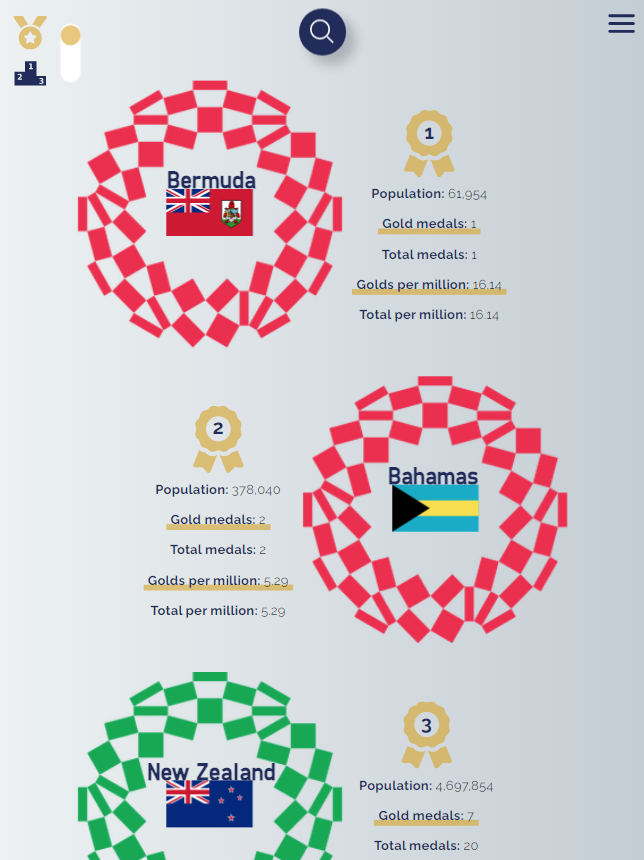 1
2
3
Bermuda
1
Population: 61,954
Gold medals: 1
Total medals: 1
Golds per million: 16.14
Total per million: 16.14
Bahamas
2
Population: 378,040
Gold medals: 2
Total medals: 2
Golds per million: 5.29
Total per million: 5.29
New Zealand
3
Population: 4,697,854
Gold medals: 7
Total medals: 20